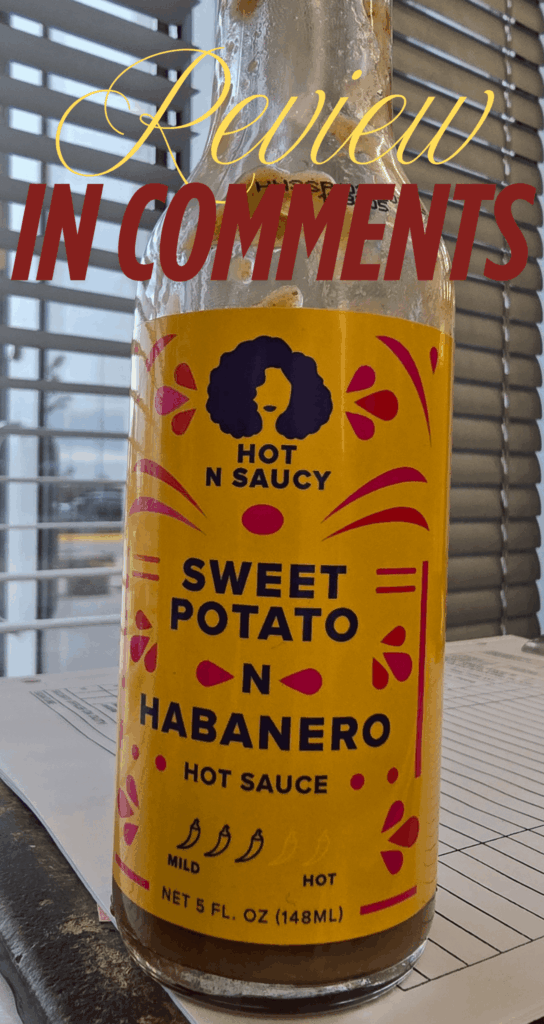 Review
IN COMMENTS
HOT
N SAUCY
SWEET
POTATO
N
HABANERO
HOT SAUCE
MILD
HOT
NET 5 FL. OZ (148ML)